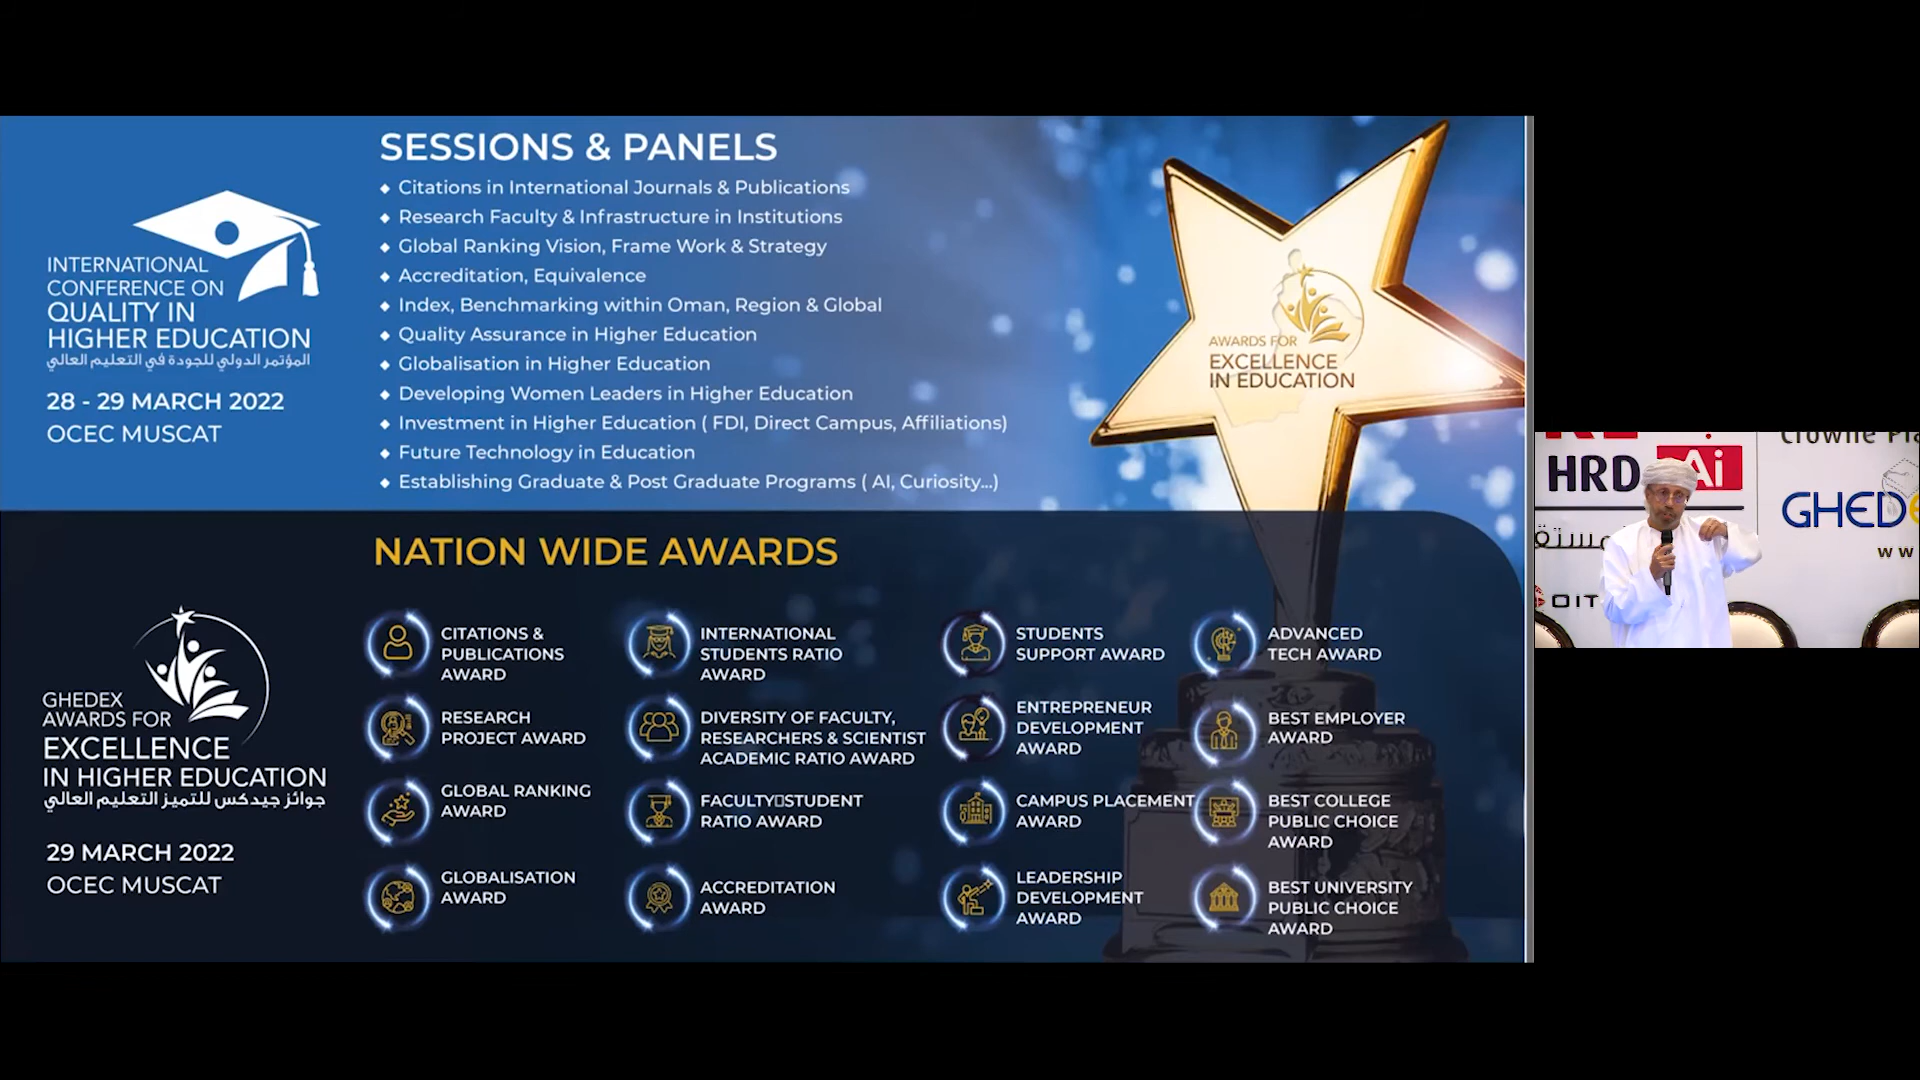 SESSIONS & PANELS
◆ Citations in International Journals & Publications
◆ Research Faculty & Infrastructure in Institutions
◆ Global Ranking Vision, Frame Work & Strategy
◆ Accreditation, Equivalence
◆ Index, Benchmarking within Oman, Region & Global
◆ Quality Assurance in Higher Education
◆ Globalisation in Higher Education
◆ Developing Women Leaders in Higher Education
◆ Investment in Higher Education ( FDI, Direct Campus, Affiliations)
◆ Future Technology in Education
◆ Establishing Graduate & Post Graduate Programs ( AI, Curiosity...)
INTERNATIONAL
CONFERENCE ON
QUALITY IN
HIGHER EDUCATION
المؤتمر الدولي للجودة في التعليم العالي
28 - 29 MARCH 2022
OCEC MUSCAT
AWARDS FOR
EXCELLENCE
IN EDUCATION
NATION WIDE AWARDS
GHEDEX
AWARDS FOR
EXCELLENCE
IN HIGHER EDUCATION
جوائز جيدكس للتميز التعليم العالي
29 MARCH 2022
OCEC MUSCAT
CITATIONS &
PUBLICATIONS
AWARD
RESEARCH
PROJECT AWARD
GLOBAL RANKING
AWARD
GLOBALISATION
AWARD
INTERNATIONAL
STUDENTS RATIO
AWARD
DIVERSITY OF FACULTY,
RESEARCHERS & SCIENTIST
ACADEMIC RATIO AWARD
FACULTY▯STUDENT
RATIO AWARD
ACCREDITATION
AWARD
STUDENTS
SUPPORT AWARD
ENTREPRENEUR
DEVELOPMENT
AWARD
CAMPUS PLACEMENT
AWARD
LEADERSHIP
DEVELOPMENT
AWARD
ADVANCED
TECH AWARD
BEST EMPLOYER
AWARD
BEST COLLEGE
PUBLIC CHOICE
AWARD
BEST UNIVERSITY
PUBLIC CHOICE
AWARD
HRD
Ai
Crowne
GHED
OIT